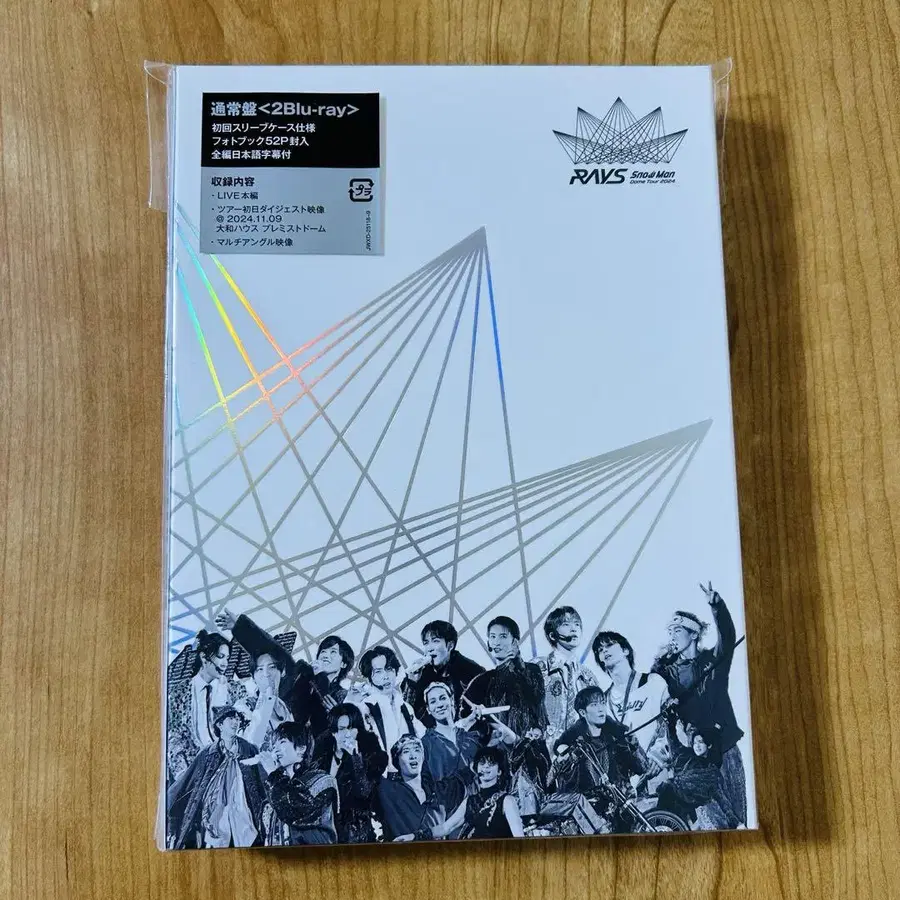 通常盤<2Blu-ray>
初回スリーブケース仕様
フォトブック52P封入
全編日本語字幕付
収録内容
・LIVE本編
・ツアー初日ダイジェスト映像
@ 2024.11.09
大和ハウス プレミストドーム
・マルチアングル映像
プラ
RAYS Snow Man
Dome Tour 2024